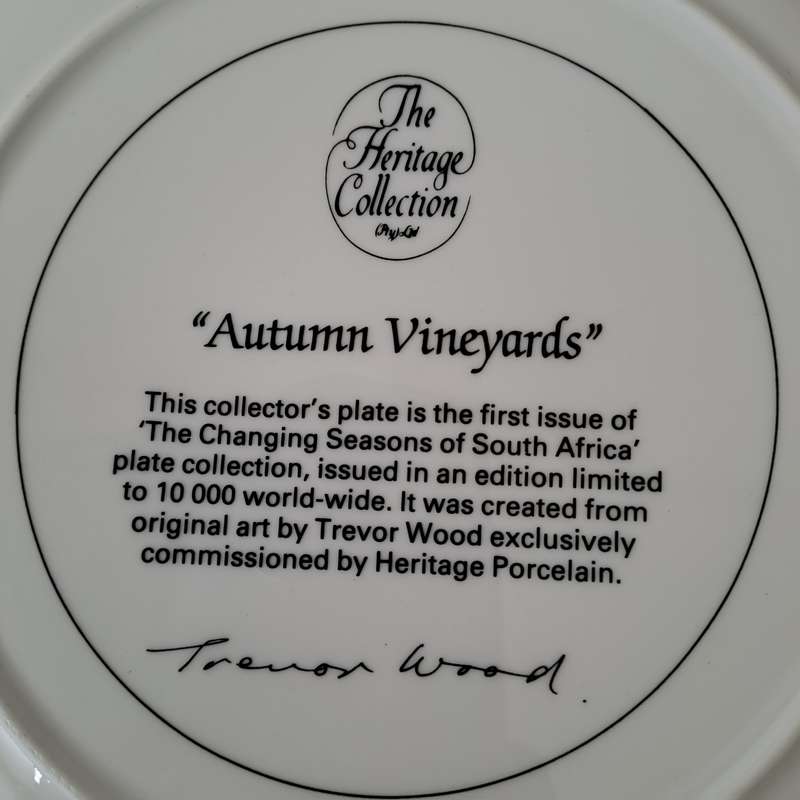 The
Heritage
Collection
(Pty) Ltd
“Autumn Vineyards”
This collector’s plate is the first issue of
‘The Changing Seasons of South Africa’
plate collection, issued in an edition limited
to 10 000 world-wide. It was created from
original art by Trevor Wood exclusively
commissioned by Heritage Porcelain.
Trevor Wood.